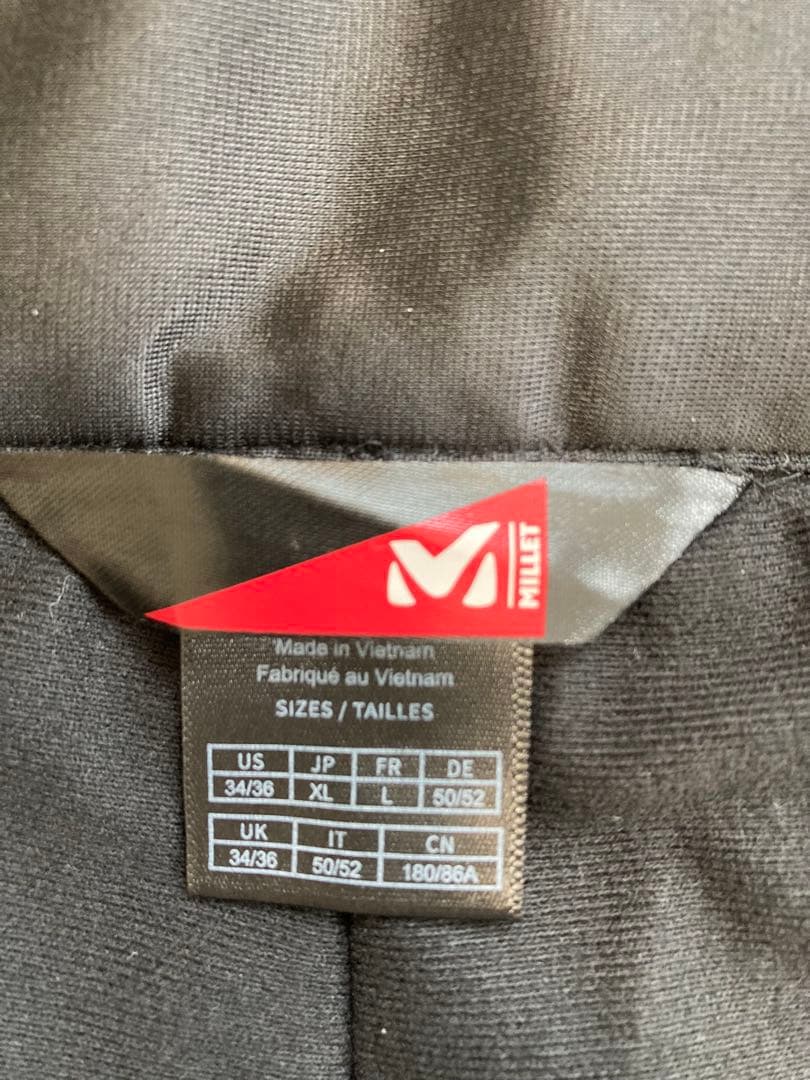 MILLET
Made in Vietnam
Fabriqué au Vietnam
SIZES / TAILLES
US JP FR DE
34/36 XL L 50/52
UK IT CN
34/36 50/52 180/86A